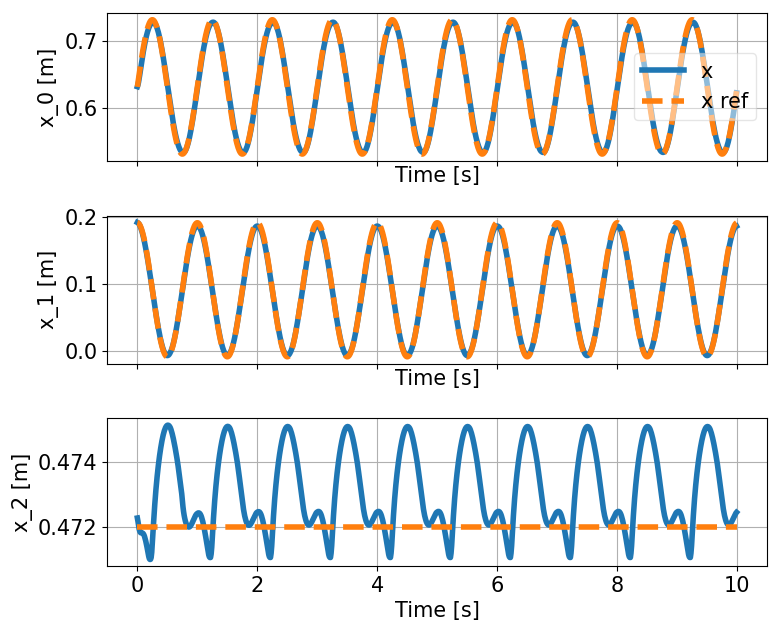 x_0 [m]
0.7
0.6
x
x ref
Time [s]
x_1 [m]
0.2
0.1
0.0
Time [s]
x_2 [m]
0.474
0.472
0 2 4 6 8 10
Time [s]